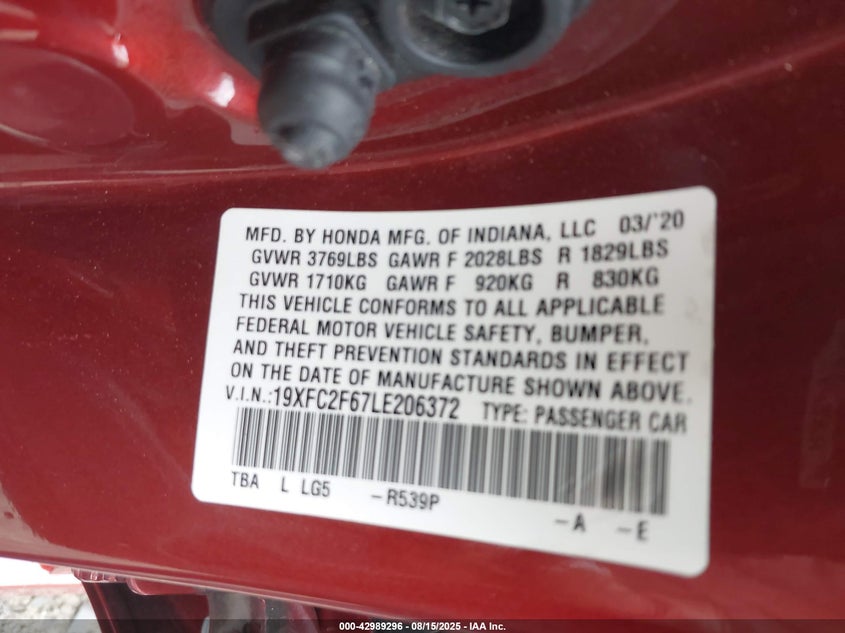 MFD. BY HONDA MFG. OF INDIANA, LLC 03/'20
GVWR 3769LBS GAWR F 2028LBS R 1829LBS
GVWR 1710KG GAWR F 920KG R 830KG
THIS VEHICLE CONFORMS TO ALL APPLICABLE
FEDERAL MOTOR VEHICLE SAFETY, BUMPER,
AND THEFT PREVENTION STANDARDS IN EFFECT
ON THE DATE OF MANUFACTURE SHOWN ABOVE.
V.I.N.:19XFC2F67LE206372 TYPE: PASSENGER CAR
TBA L LG5 -R539P -A -E
000-42989296 - 08/15/2025 - IAA Inc.